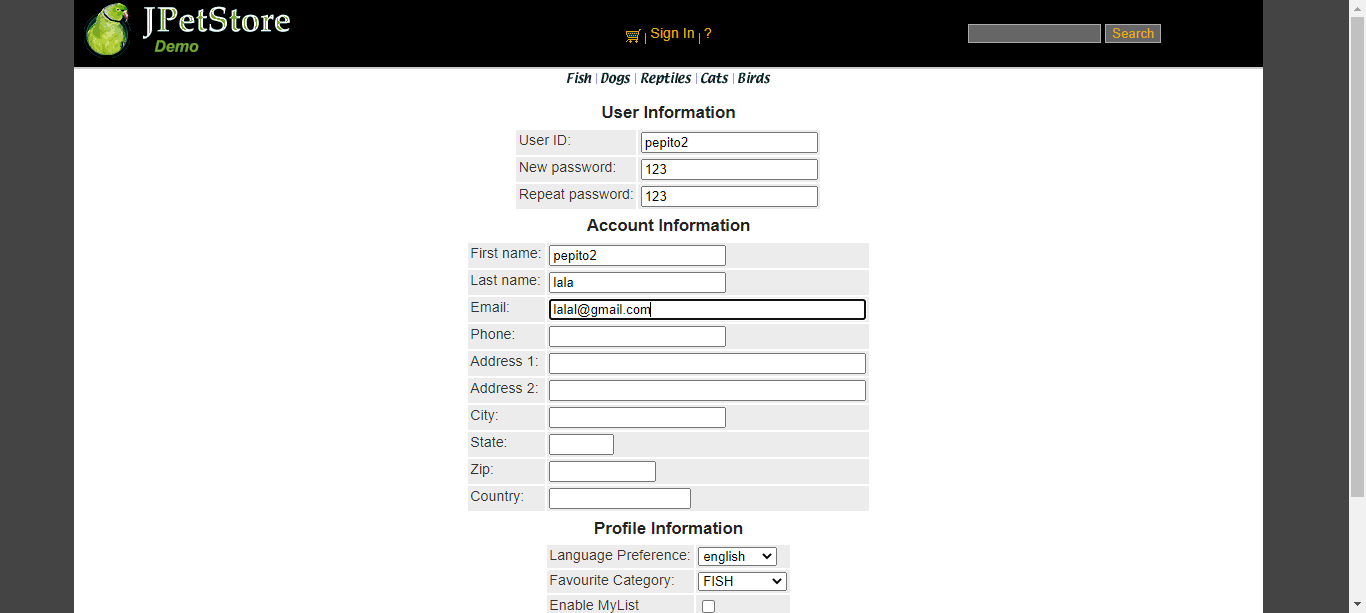 JPetStore
Demo
Sign In | ?
Search
Fish | Dogs | Reptiles | Cats | Birds
User Information
User ID: pepito2
New password: 123
Repeat password: 123
Account Information
First name: pepito2
Last name: lala
Email: lalal@gmail.com
Phone:
Address 1:
Address 2:
City:
State:
Zip:
Country:
Profile Information
Language Preference: english
Favourite Category: FISH
Enable MyList